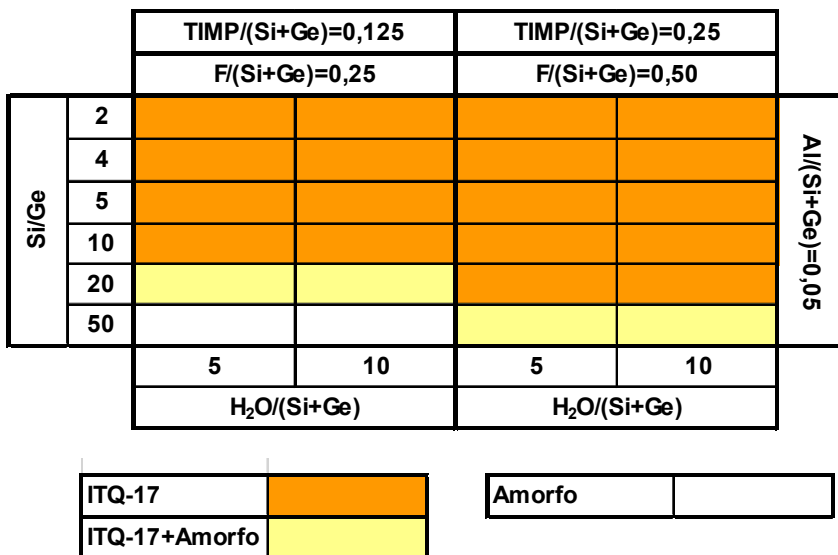 TIMP/(Si+Ge)=0,125 TIMP/(Si+Ge)=0,25
F/(Si+Ge)=0,25 F/(Si+Ge)=0,50
Si/Ge
2
4
5
10
20
50
Al/(Si+Ge)=0,05
5 10 5 10
H₂O/(Si+Ge) H₂O/(Si+Ge)
ITQ-17 Amorfo
ITQ-17+Amorfo